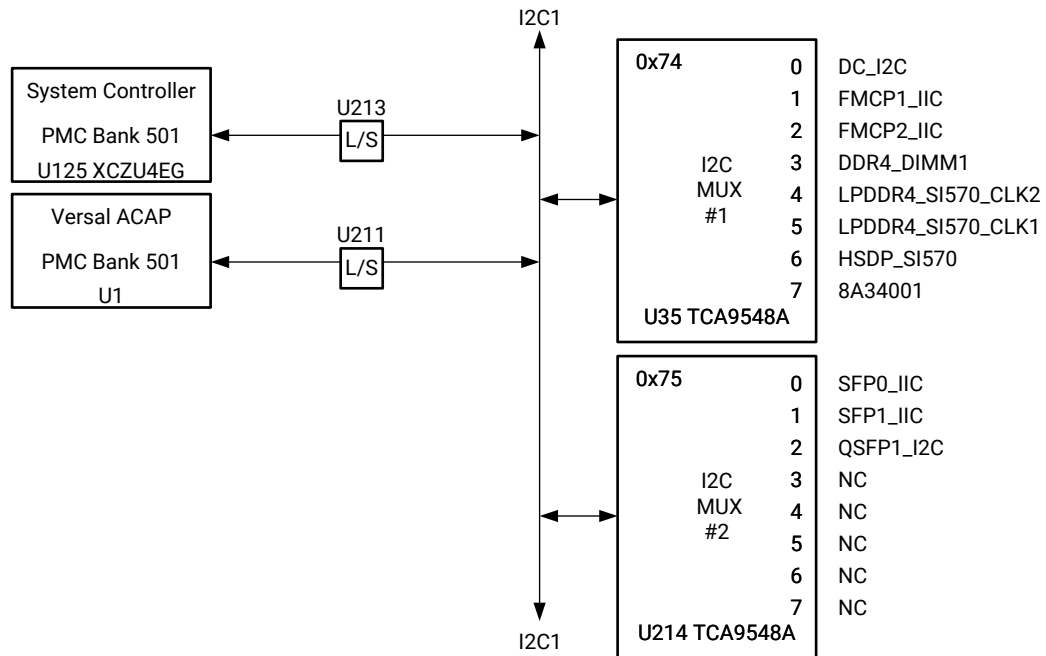 I2C1
System Controller
PMC Bank 501
U125 XCZU4EG
U213
L/S
Versal ACAP
PMC Bank 501
U1
U211
L/S
0x74
I2C
MUX
#1
0 DC_I2C
1 FMCP1_IIC
2 FMCP2_IIC
3 DDR4_DIMM1
4 LPDDR4_SI570_CLK2
5 LPDDR4_SI570_CLK1
6 HSDP_SI570
7 8A34001
U35 TCA9548A
0x75
I2C
MUX
#2
0 SFP0_IIC
1 SFP1_IIC
2 QSFP1_I2C
3 NC
4 NC
5 NC
6 NC
7 NC
U214 TCA9548A
I2C1